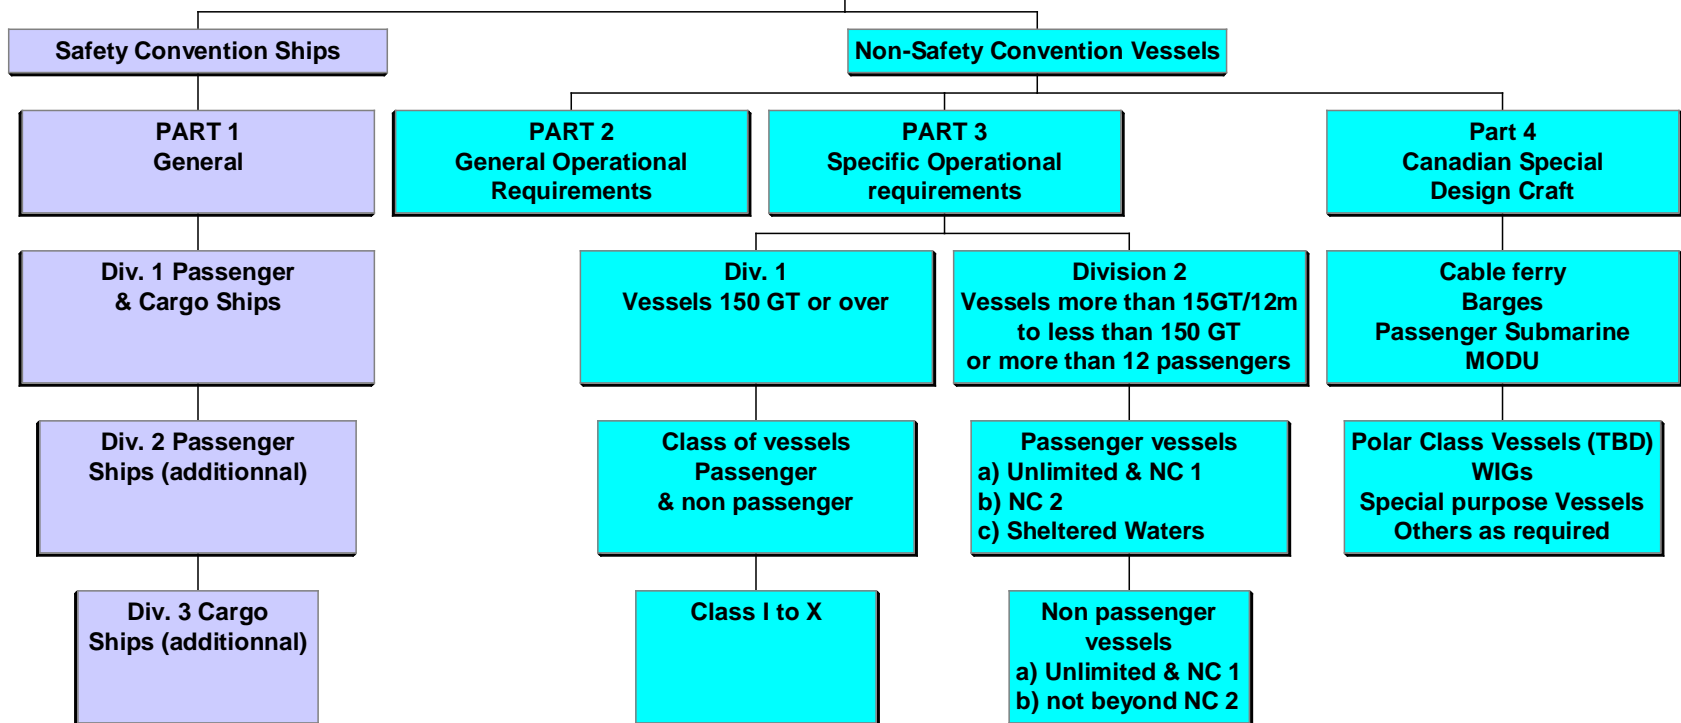 Safety Convention Ships
Non-Safety Convention Vessels
PART 1
General
PART 2
General Operational
Requirements
PART 3
Specific Operational
requirements
Part 4
Canadian Special
Design Craft
Div. 1 Passenger
& Cargo Ships
Div. 1
Vessels 150 GT or over
Division 2
Vessels more than 15GT/12m
to less than 150 GT
or more than 12 passengers
Cable ferry
Barges
Passenger Submarine
MODU
Div. 2 Passenger
Ships (additionnal)
Class of vessels
Passenger
& non passenger
Passenger vessels
a) Unlimited & NC 1
b) NC 2
c) Sheltered Waters
Polar Class Vessels (TBD)
WIGs
Special purpose Vessels
Others as required
Div. 3 Cargo
Ships (additionnal)
Class I to X
Non passenger
vessels
a) Unlimited & NC 1
b) not beyond NC 2